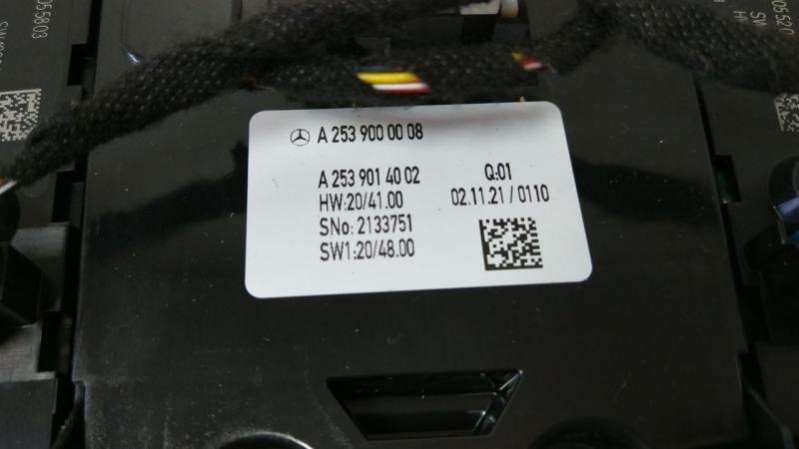 A 253 900 00 08
A 253 901 40 02
Q:01
HW:20/41.00
02.11.21 / 0110
SNo: 2133751
SW1:20/48.00